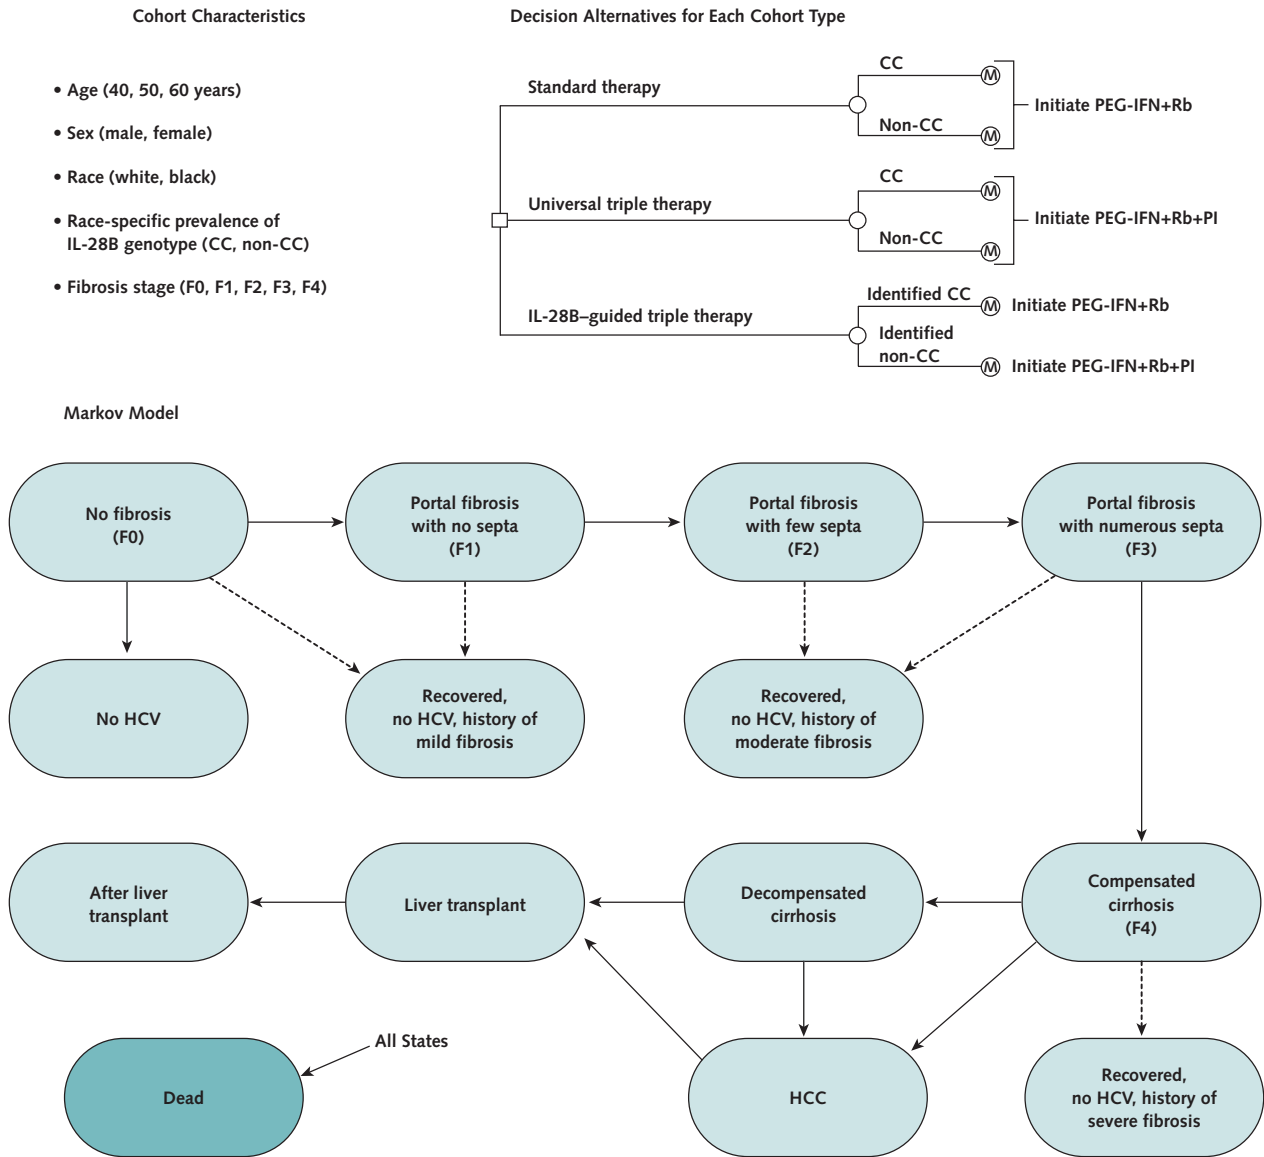 Cohort Characteristics
• Age (40, 50, 60 years)
• Sex (male, female)
• Race (white, black)
• Race-specific prevalence of
IL-28B genotype (CC, non-CC)
• Fibrosis stage (F0, F1, F2, F3, F4)
Decision Alternatives for Each Cohort Type
Standard therapy
CC
M
Non-CC
M
Initiate PEG-IFN+Rb
Universal triple therapy
CC
M
Non-CC
M
Initiate PEG-IFN+Rb+PI
IL-28B–guided triple therapy
Identified CC
M
Initiate PEG-IFN+Rb
Identified
non-CC
M
Initiate PEG-IFN+Rb+PI
Markov Model
No fibrosis
(F0)
Portal fibrosis
with no septa
(F1)
Portal fibrosis
with few septa
(F2)
Portal fibrosis
with numerous septa
(F3)
No HCV
Recovered,
no HCV, history of
mild fibrosis
Recovered,
no HCV, history of
moderate fibrosis
After liver
transplant
Liver transplant
Decompensated
cirrhosis
Compensated
cirrhosis
(F4)
All States
Dead
HCC
Recovered,
no HCV, history of
severe fibrosis